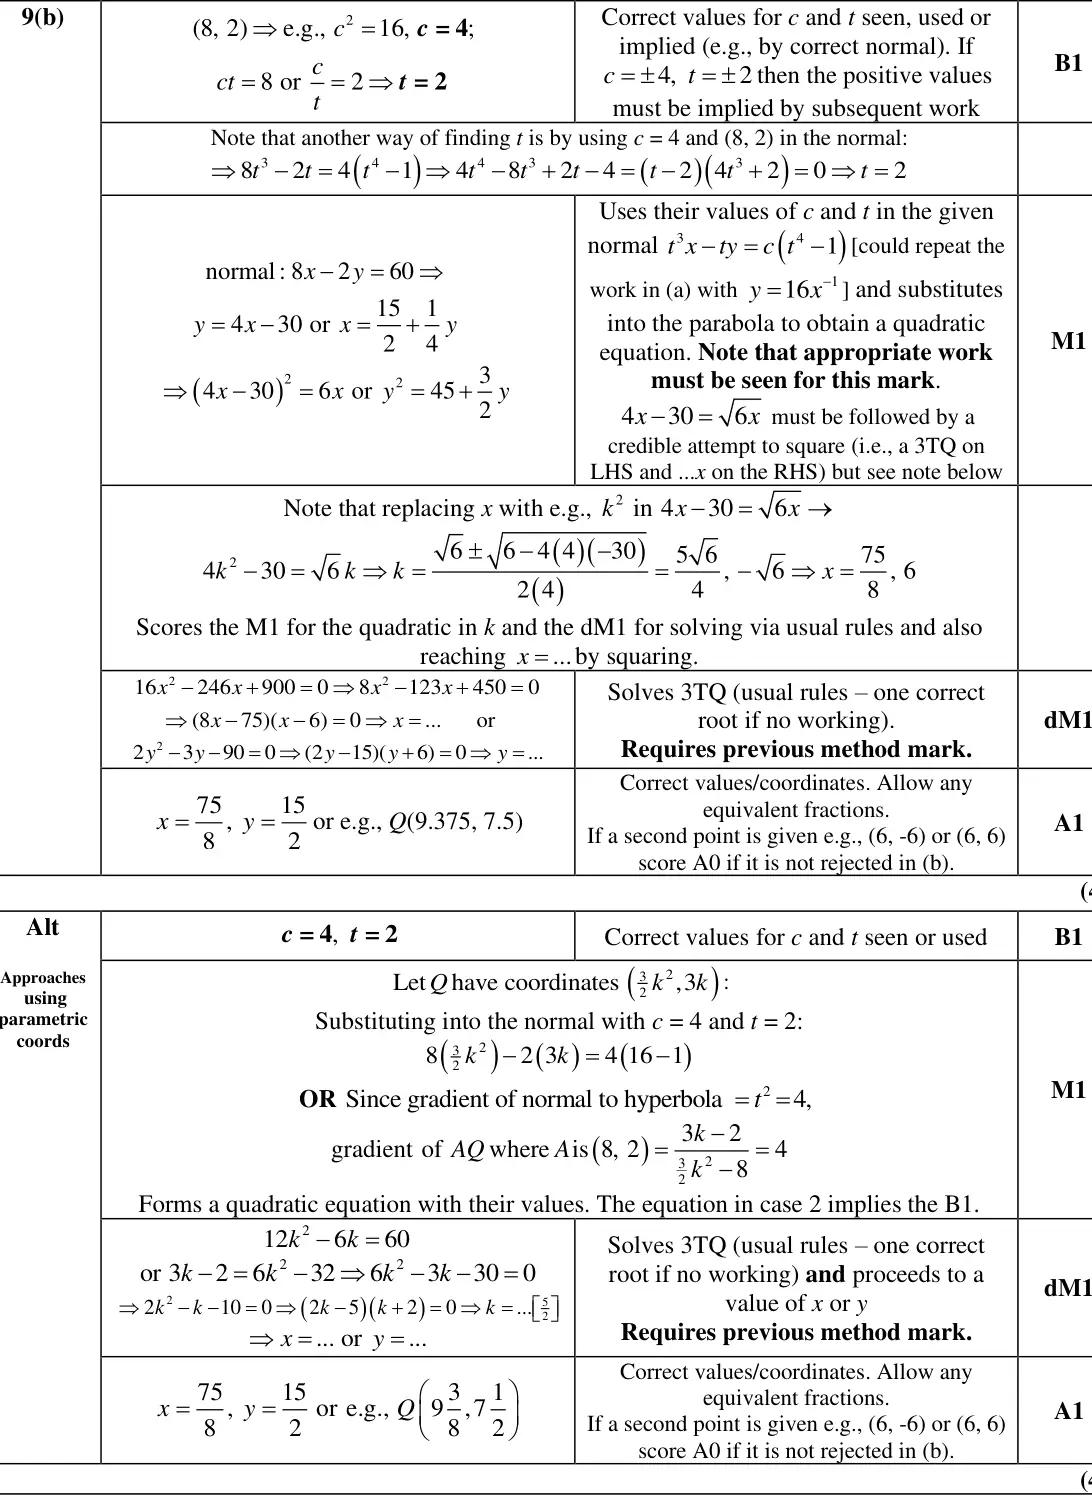 9(b)
(8, 2) ⇒ e.g., c² = 16, c = 4;
ct = 8 or c/t = 2 ⇒ t = 2
Correct values for c and t seen, used or
implied (e.g., by correct normal). If
c = ±4, t = ±2 then the positive values
must be implied by subsequent work
B1
Note that another way of finding t is by using c = 4 and (8, 2) in the normal:
⇒ 8t³ − 2t = 4(t⁴ − 1) ⇒ 4t⁴ − 8t³ + 2t − 4 = (t − 2)(4t³ + 2) = 0 ⇒ t = 2
normal : 8x − 2y = 60 ⇒
y = 4x − 30 or x = 15/2 + 1/4 y
⇒ (4x − 30)² = 6x or y² = 45 + 3/2 y
Uses their values of c and t in the given
normal t³x − ty = c(t⁴ − 1) [could repeat the
work in (a) with y = 16x⁻¹ ] and substitutes
into the parabola to obtain a quadratic
equation. Note that appropriate work
must be seen for this mark.
4x − 30 = √6x must be followed by a
credible attempt to square (i.e., a 3TQ on
LHS and ...x on the RHS) but see note below
M1
Note that replacing x with e.g., k² in 4x − 30 = √6x →
4k² − 30 = √6 k ⇒ k = (√6 ± √(6 − 4(4)(−30)))/(2(4)) = 5√6/4 , − √6 ⇒ x = 75/8 , 6
Scores the M1 for the quadratic in k and the dM1 for solving via usual rules and also
reaching x = ... by squaring.
16x² − 246x + 900 = 0 ⇒ 8x² − 123x + 450 = 0
⇒ (8x − 75)(x − 6) = 0 ⇒ x = ... or
2y² − 3y − 90 = 0 ⇒ (2y − 15)(y + 6) = 0 ⇒ y = ...
Solves 3TQ (usual rules – one correct
root if no working).
Requires previous method mark.
dM1
x = 75/8 , y = 15/2 or e.g., Q(9.375, 7.5)
Correct values/coordinates. Allow any
equivalent fractions.
If a second point is given e.g., (6, -6) or (6, 6)
score A0 if it is not rejected in (b).
A1
(4
Alt
Approaches
using
parametric
coords
c = 4, t = 2
Correct values for c and t seen or used
B1
Let Q have coordinates (3/2 k², 3k) :
Substituting into the normal with c = 4 and t = 2:
8(3/2 k²) − 2(3k) = 4(16 − 1)
OR Since gradient of normal to hyperbola = t² = 4,
gradient of AQ where A is (8, 2) = (3k − 2)/(3/2 k² − 8) = 4
Forms a quadratic equation with their values. The equation in case 2 implies the B1.
M1
12k² − 6k = 60
or 3k − 2 = 6k² − 32 ⇒ 6k² − 3k − 30 = 0
⇒ 2k² − k − 10 = 0 ⇒ (2k − 5)(k + 2) = 0 ⇒ k = ...[5/2]
⇒ x = ... or y = ...
Solves 3TQ (usual rules – one correct
root if no working) and proceeds to a
value of x or y
Requires previous method mark.
dM1
x = 75/8 , y = 15/2 or e.g., Q(9 3/8 , 7 1/2)
Correct values/coordinates. Allow any
equivalent fractions.
If a second point is given e.g., (6, -6) or (6, 6)
score A0 if it is not rejected in (b).
A1
(4